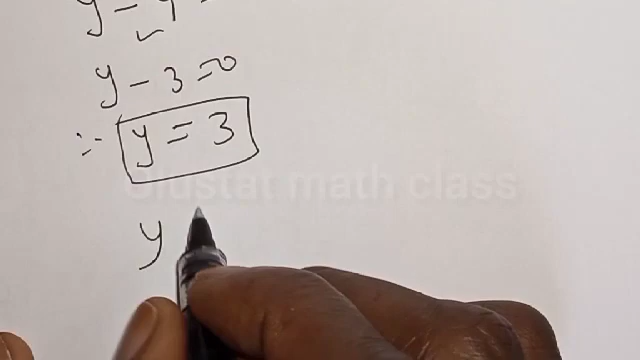 y - 3 = 0
∴ y = 3
Olustat math class
y